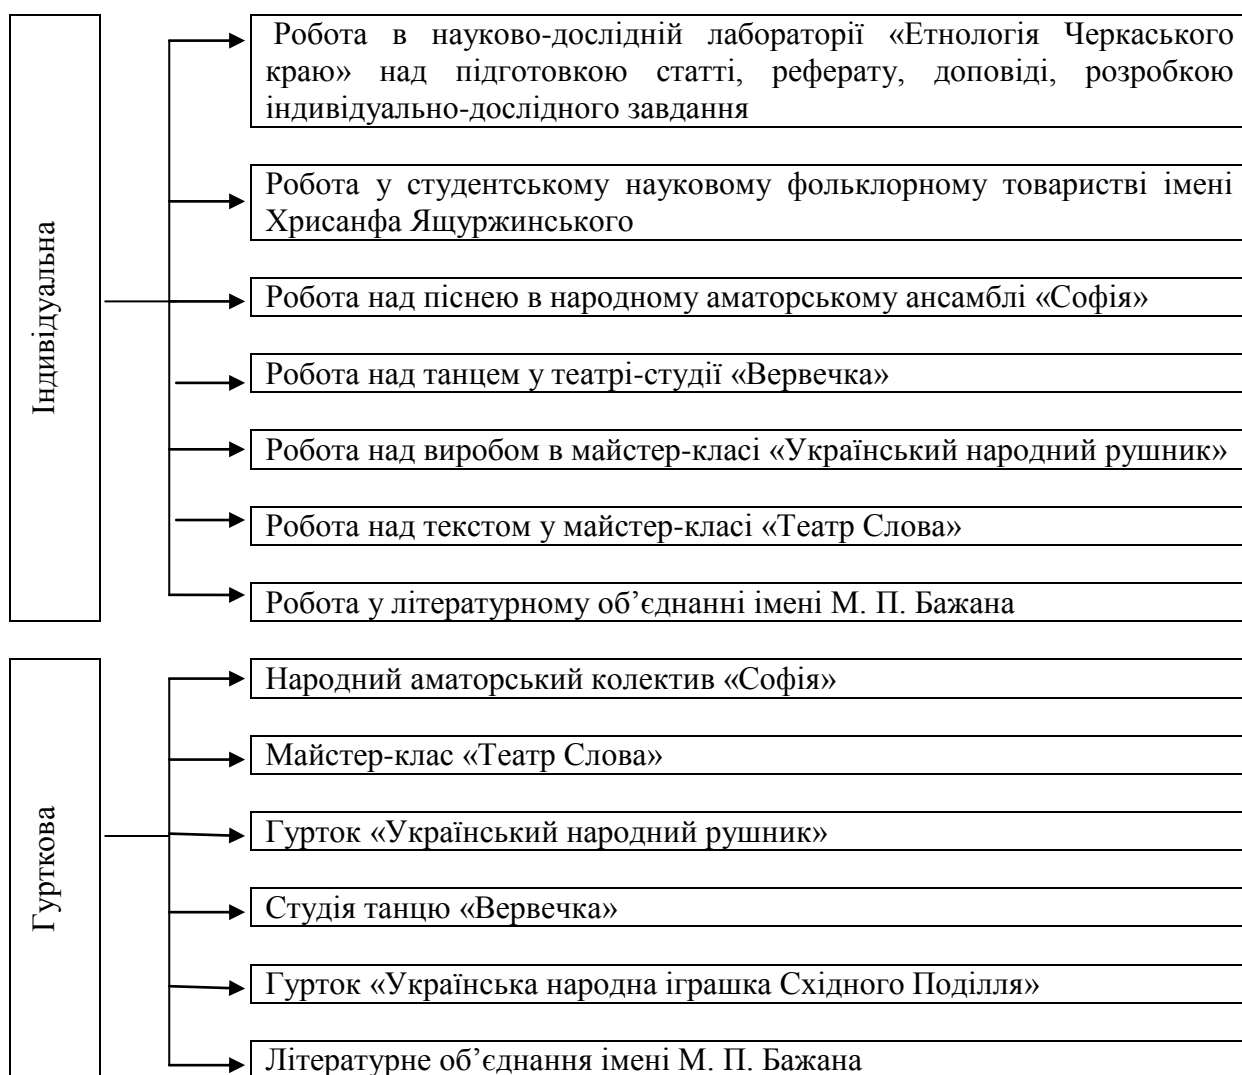 Індивідуальна
Робота в науково-дослідній лабораторії «Етнологія Черкаського
краю» над підготовкою статті, реферату, доповіді, розробкою
індивідуально-дослідного завдання
Робота у студентському науковому фольклорному товаристві імені
Хрисанфа Ящуржинського
Робота над піснею в народному аматорському ансамблі «Софія»
Робота над танцем у театрі-студії «Вервечка»
Робота над виробом в майстер-класі «Український народний рушник»
Робота над текстом у майстер-класі «Театр Слова»
Робота у літературному об’єднанні імені М. П. Бажана
Гурткова
Народний аматорський колектив «Софія»
Майстер-клас «Театр Слова»
Гурток «Український народний рушник»
Студія танцю «Вервечка»
Гурток «Українська народна іграшка Східного Поділля»
Літературне об’єднання імені М. П. Бажана